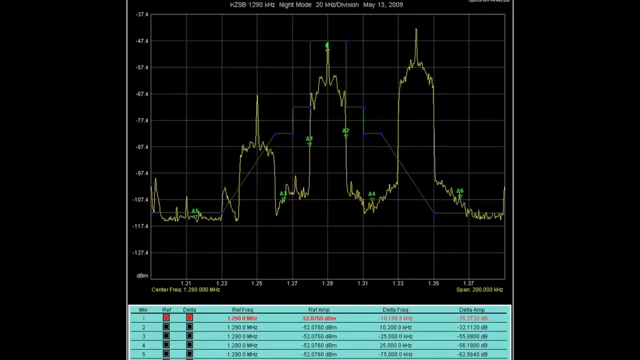 KZSB 1290 kHz Night Mode 20 kHz/Division May 13, 2009
-37.4
-47.4
-57.4
-67.4
-77.4
-87.4
-97.4
-107.4
-117.4
-127.4
dBm
A2
A4
A5
A6
1.21 1.23 1.25 1.27 1.29 1.31 1.33 1.35 1.37
Center Freq: 1.290 000 MHz Span: 200.000 kHz
Mkr Ref Delta Ref Freq Ref Amp Delta Freq Delta Amp
1 1.290 0 MHz -52.0760 dBm
2 1.290 0 MHz -52.0760 dBm 10.200 0 kHz -32.1120 dB
3 1.290 0 MHz -52.0760 dBm -25.000 0 kHz -55.8800 dB
4 1.290 0 MHz -52.0760 dBm 25.000 0 kHz -56.1800 dB
5 1.290 0 MHz -52.0760 dBm -75.000 0 kHz -62.5640 dB